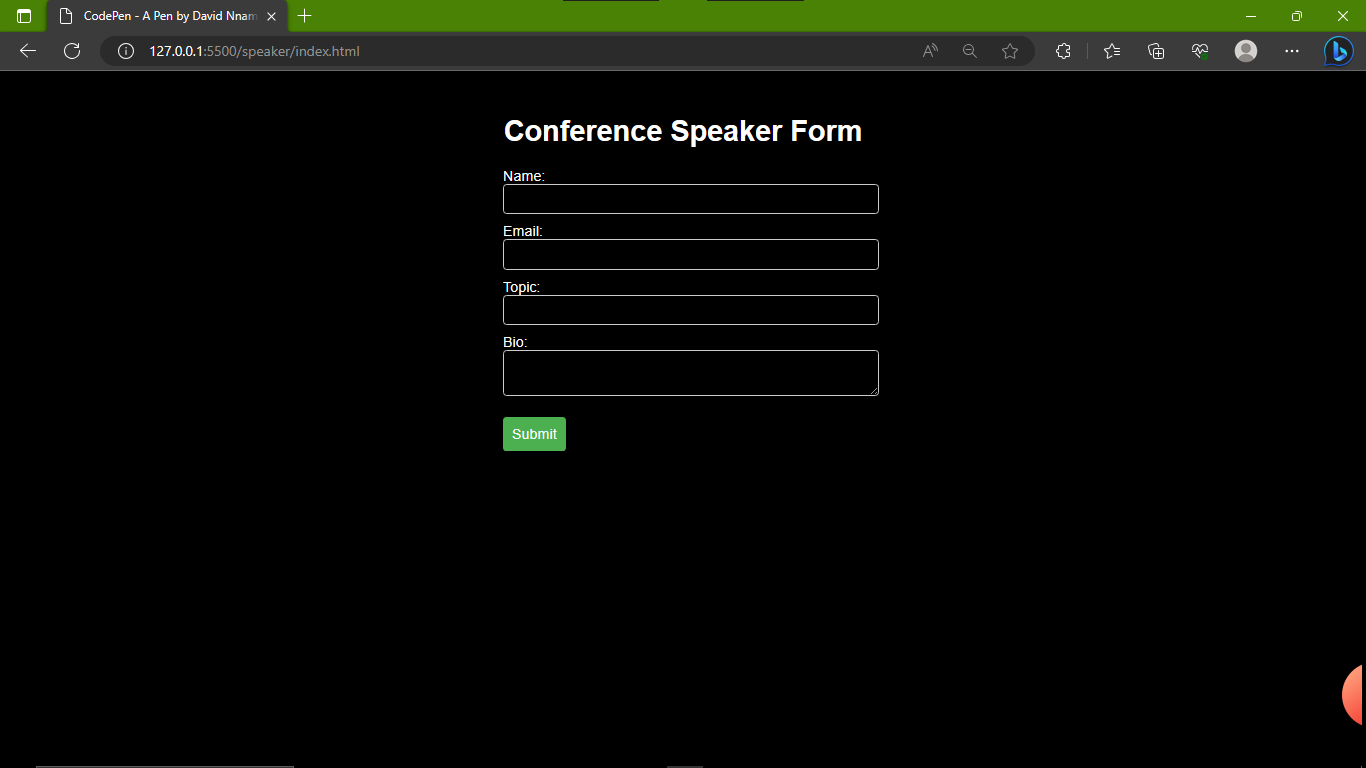 CodePen - A Pen by David Nnam
127.0.0.1:5500/speaker/index.html
Conference Speaker Form
Name:
Email:
Topic:
Bio:
Submit